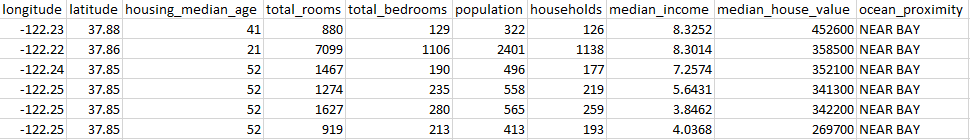 longitude latitude housing_median_age total_rooms total_bedrooms population households median_income median_house_value ocean_proximity
-122.23 37.88 41 880 129 322 126 8.3252 452600 NEAR BAY
-122.22 37.86 21 7099 1106 2401 1138 8.3014 358500 NEAR BAY
-122.24 37.85 52 1467 190 496 177 7.2574 352100 NEAR BAY
-122.25 37.85 52 1274 235 558 219 5.6431 341300 NEAR BAY
-122.25 37.85 52 1627 280 565 259 3.8462 342200 NEAR BAY
-122.25 37.85 52 919 213 413 193 4.0368 269700 NEAR BAY